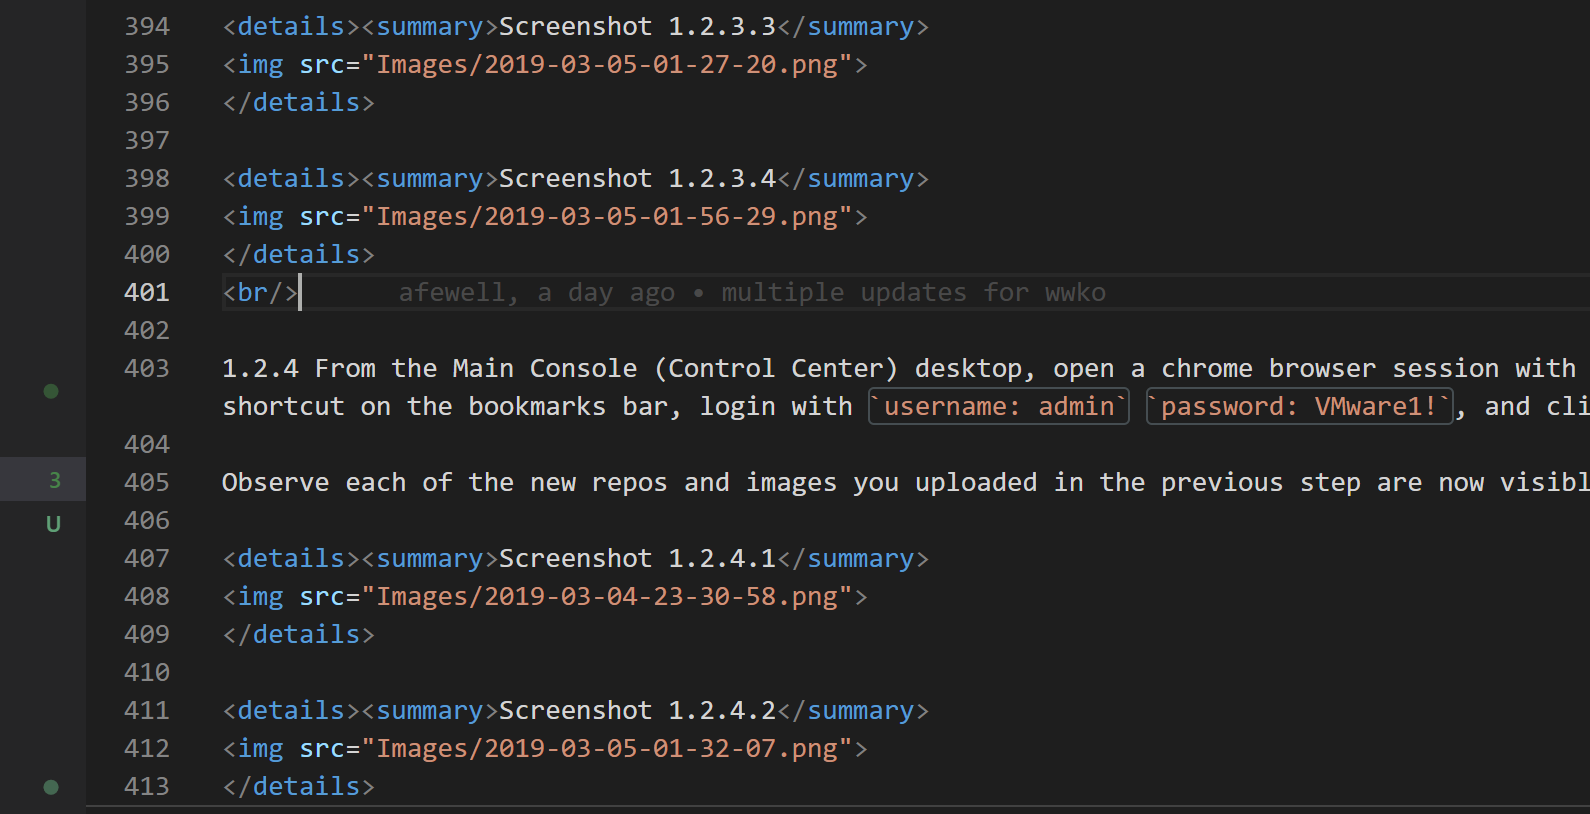 394 <details><summary>Screenshot 1.2.3.3</summary>
395 <img src="Images/2019-03-05-01-27-20.png">
396 </details>
397
398 <details><summary>Screenshot 1.2.3.4</summary>
399 <img src="Images/2019-03-05-01-56-29.png">
400 </details>
401 <br/> afewell, a day ago • multiple updates for wwko
402
403 1.2.4 From the Main Console (Control Center) desktop, open a chrome browser session with
shortcut on the bookmarks bar, login with `username: admin` `password: VMware1!`, and cli
404
3 405 Observe each of the new repos and images you uploaded in the previous step are now visibl
U 406
407 <details><summary>Screenshot 1.2.4.1</summary>
408 <img src="Images/2019-03-04-23-30-58.png">
409 </details>
410
411 <details><summary>Screenshot 1.2.4.2</summary>
412 <img src="Images/2019-03-05-01-32-07.png">
413 </details>